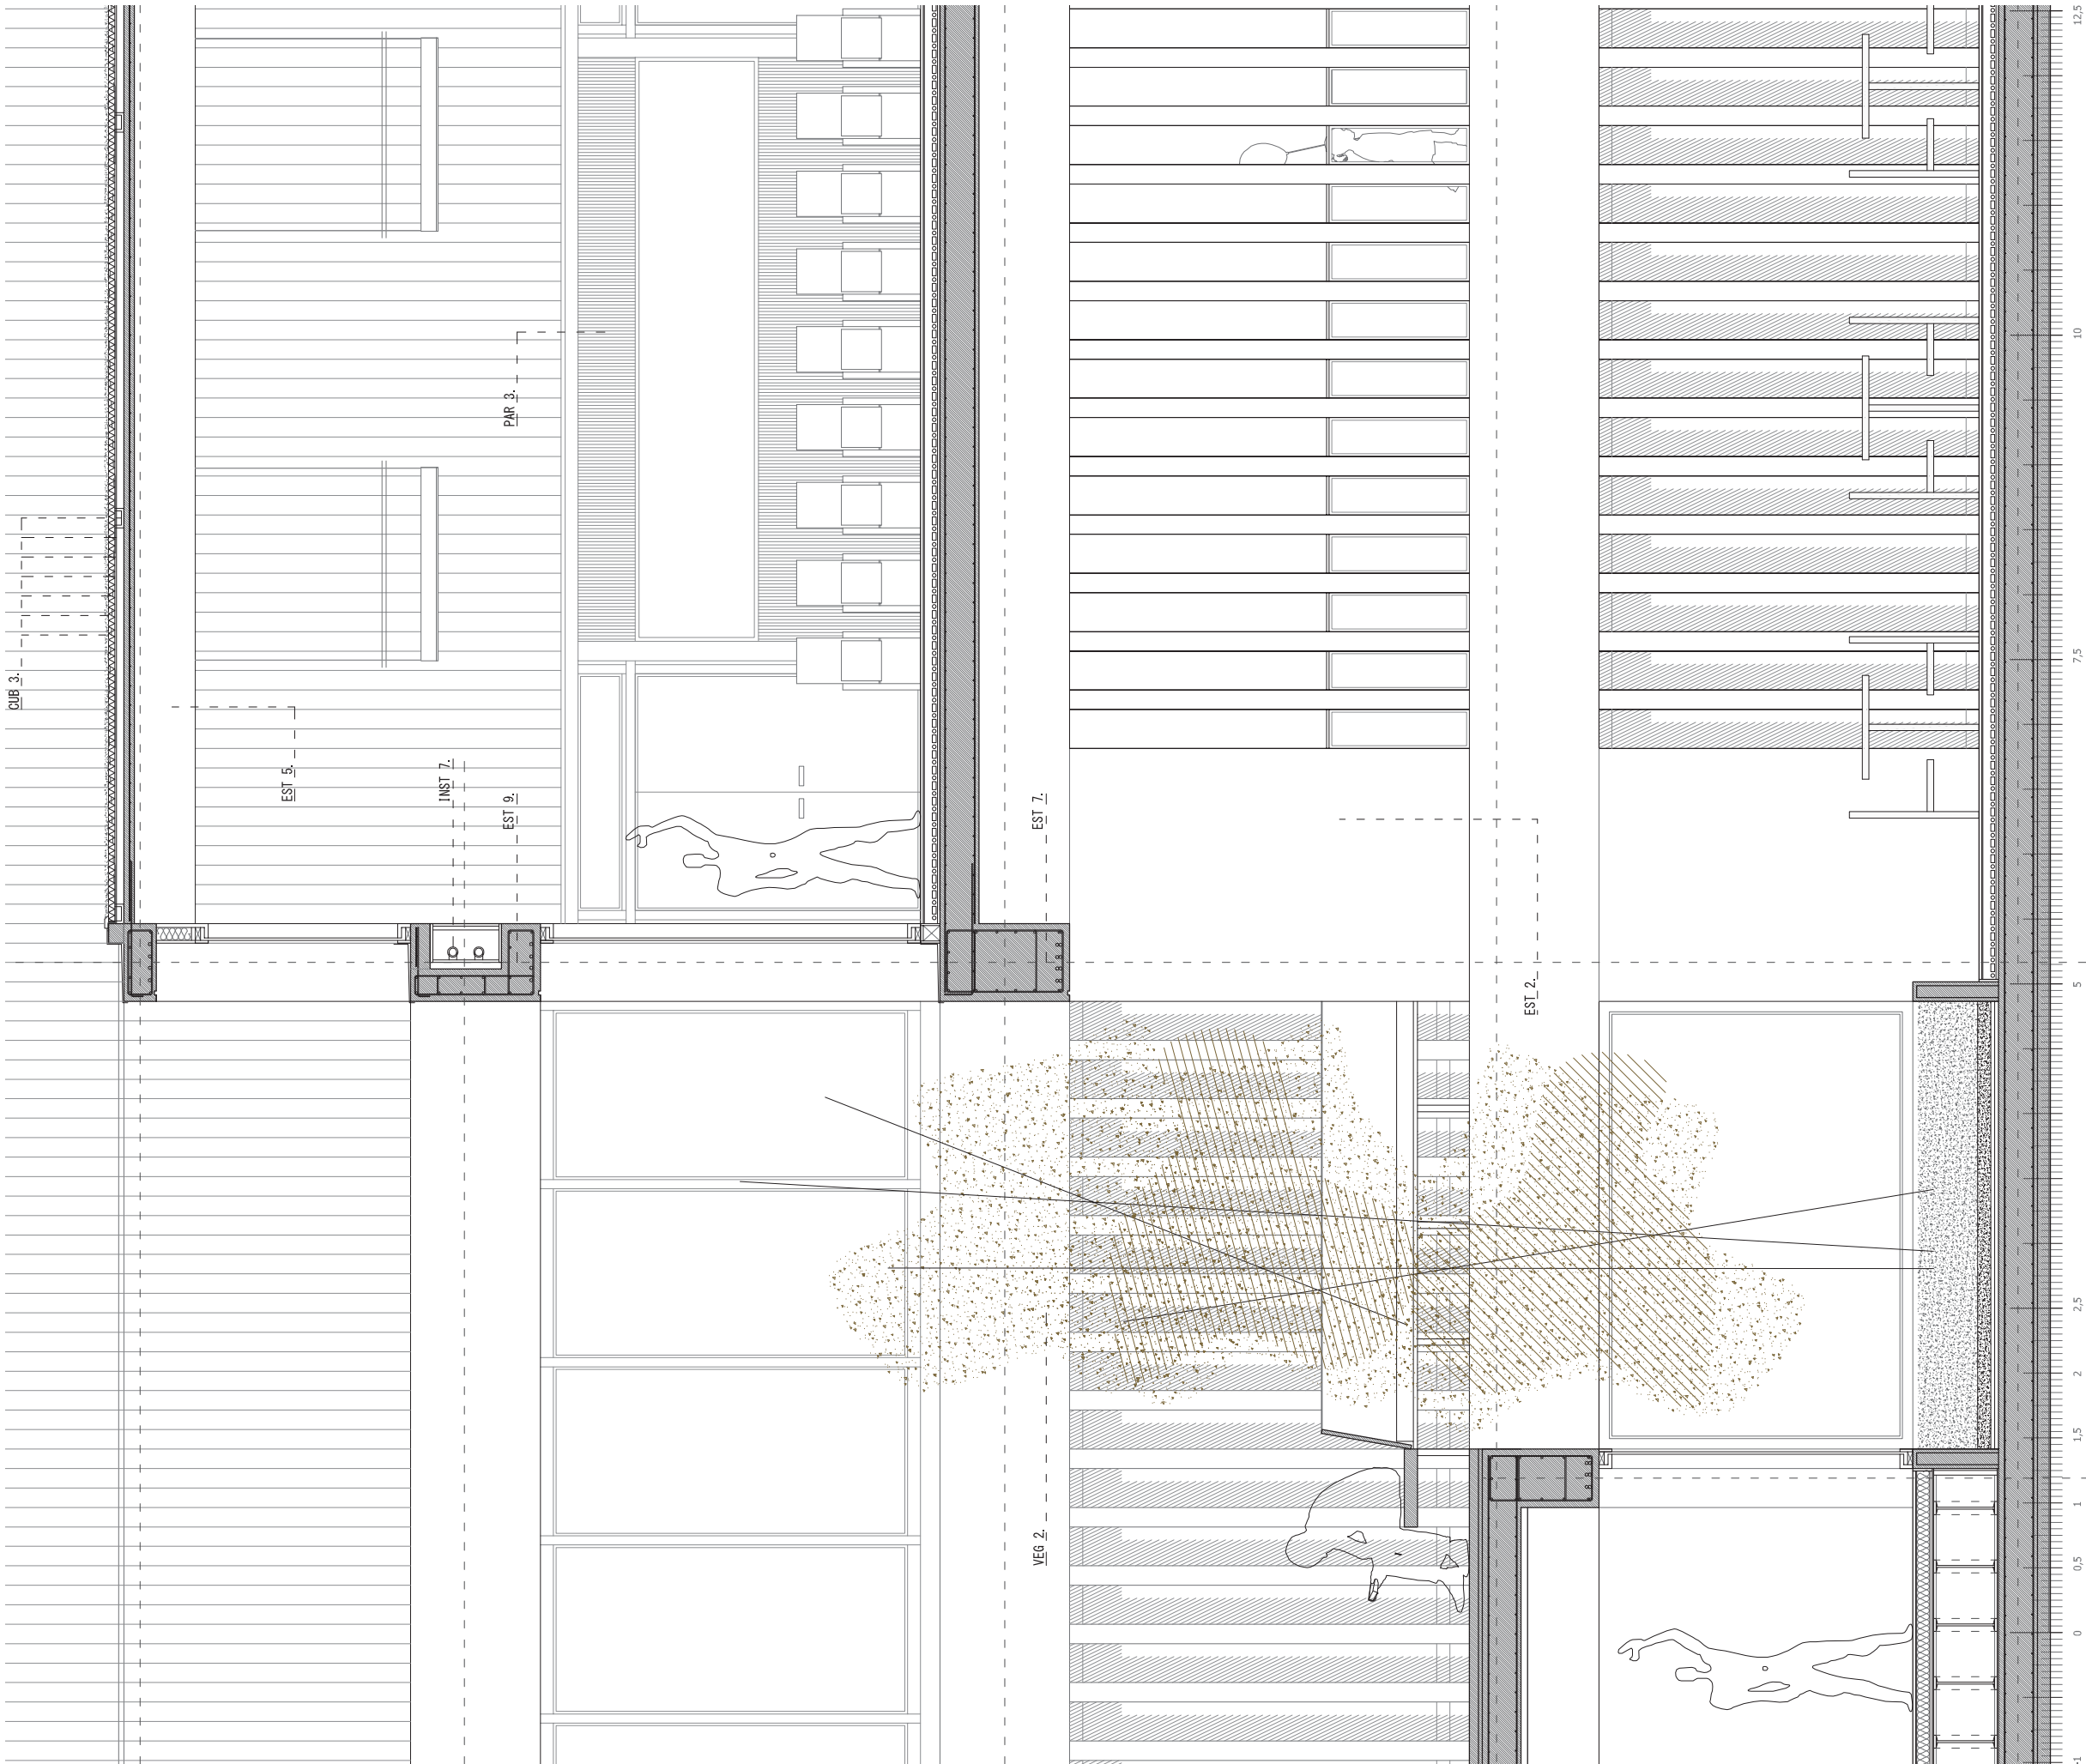 CUB 3.
EST 5.
INST 7.
PAR 3.
EST 9.
EST 7.
VEG 2.
EST 2.
12,5
10
7,5
5
2,5
2
1,5
1
0,5
0